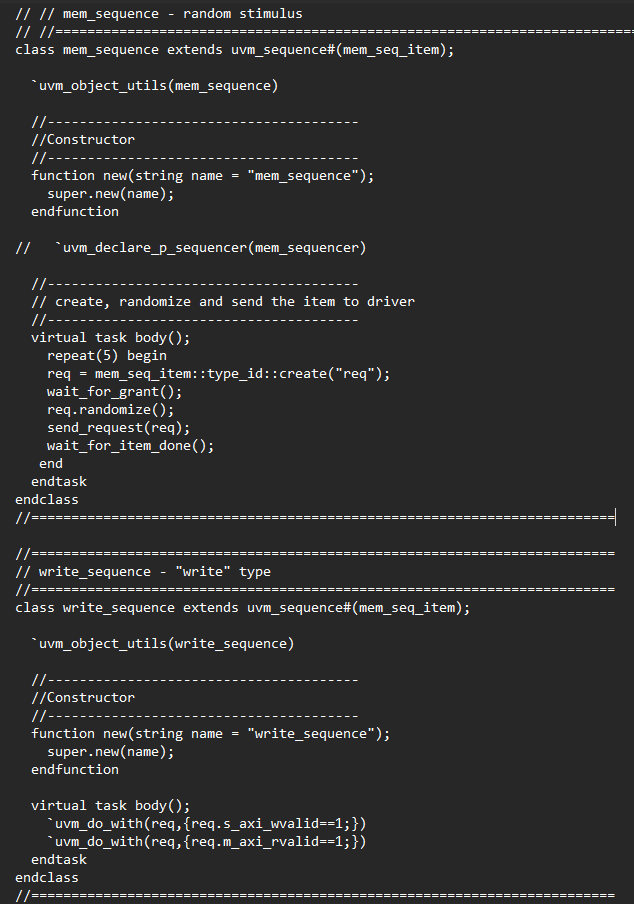 // // mem_sequence - random stimulus
// //=========================================================================
class mem_sequence extends uvm_sequence#(mem_seq_item);
`uvm_object_utils(mem_sequence)
//---------------------------------------
//Constructor
//---------------------------------------
function new(string name = "mem_sequence");
super.new(name);
endfunction
//   `uvm_declare_p_sequencer(mem_sequencer)
//---------------------------------------
// create, randomize and send the item to driver
//---------------------------------------
virtual task body();
repeat(5) begin
req = mem_seq_item::type_id::create("req");
wait_for_grant();
req.randomize();
send_request(req);
wait_for_item_done();
end
endtask
endclass
//=========================================================================
//=========================================================================
// write_sequence - "write" type
//=========================================================================
class write_sequence extends uvm_sequence#(mem_seq_item);
`uvm_object_utils(write_sequence)
//---------------------------------------
//Constructor
//---------------------------------------
function new(string name = "write_sequence");
super.new(name);
endfunction
virtual task body();
`uvm_do_with(req,{req.s_axi_wvalid==1;})
`uvm_do_with(req,{req.m_axi_rvalid==1;})
endtask
endclass
//=========================================================================